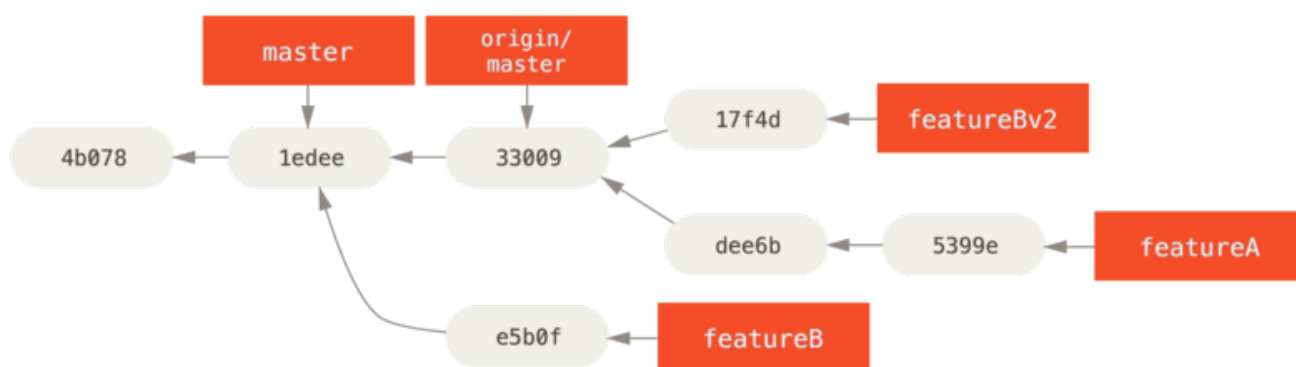 master
origin/
master
17f4d
featureBv2
4b078
1edee
33009
dee6b
5399e
featureA
e5b0f
featureB